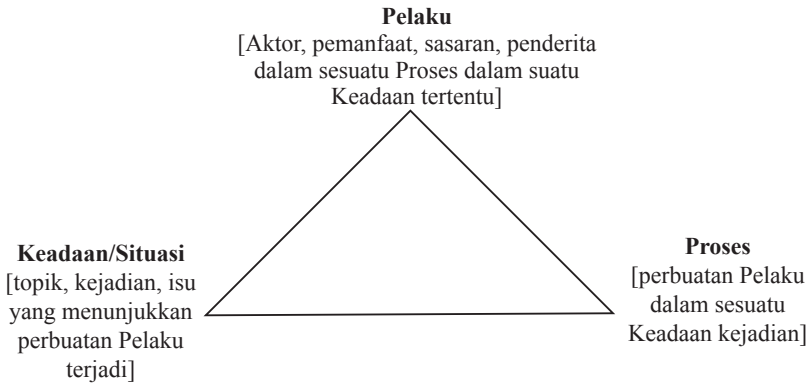 Pelaku
[Aktor, pemanfaat, sasaran, penderita
dalam sesuatu Proses dalam suatu
Keadaan tertentu]
Keadaan/Situasi
[topik, kejadian, isu
yang menunjukkan
perbuatan Pelaku
terjadi]
Proses
[perbuatan Pelaku
dalam sesuatu
Keadaan kejadian]